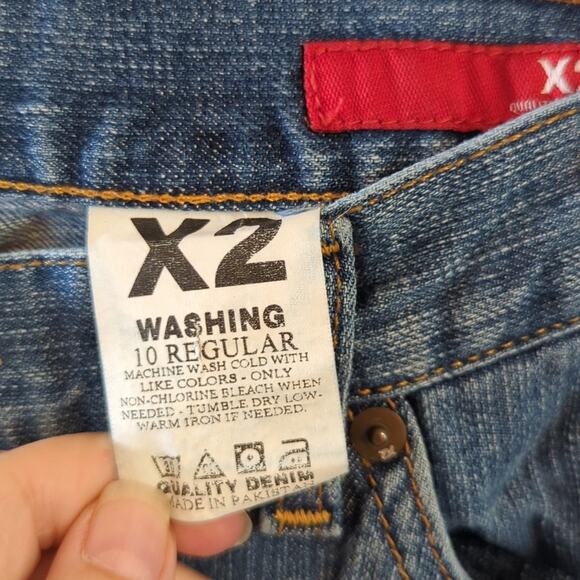 X
QUALIT
X2
WASHING
10 REGULAR
MACHINE WASH COLD WITH
LIKE COLORS - ONLY
NON-CHLORINE BLEACH WHEN
NEEDED - TUMBLE DRY LOW-
WARM IRON IF NEEDED.
QUALITY DENIM
MADE IN PAKISTAN